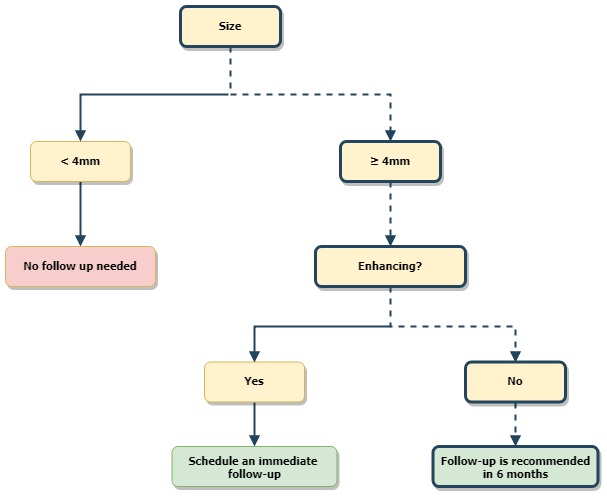 Size
< 4mm
≥ 4mm
No follow up needed
Enhancing?
Yes
No
Schedule an immediate
follow-up
Follow-up is recommended
in 6 months